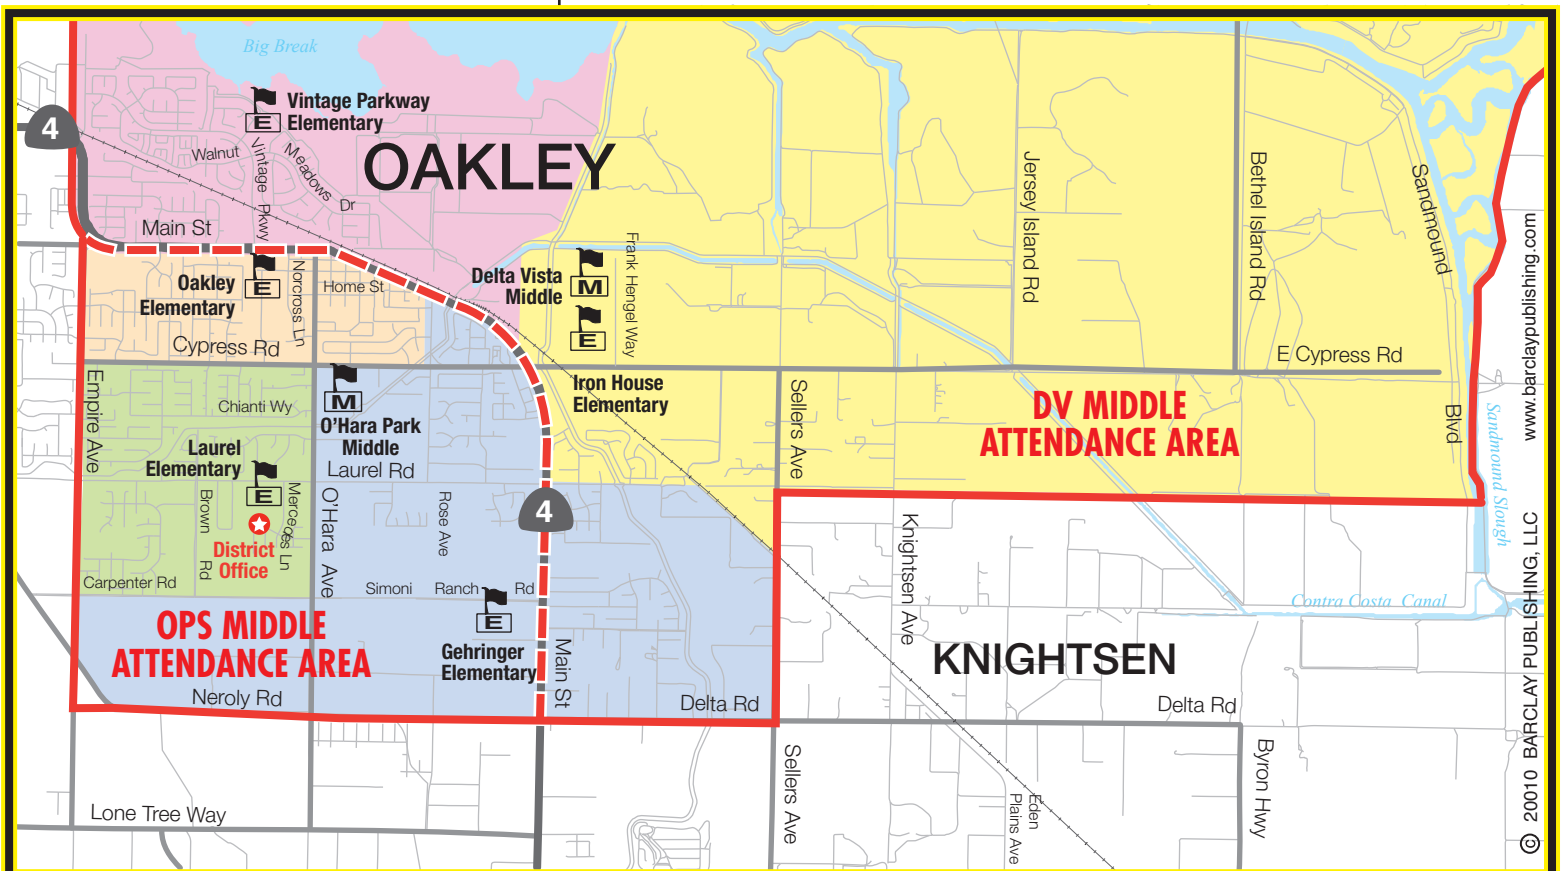 Big Break
4
E
Vintage Parkway
Elementary
OAKLEY
Walnut
Vintage Pkwy
Meadows
Dr
Main St
Oakley
Elementary
E
Norcross Ln
Home St
Cypress Rd
Delta Vista
Middle
M
E
Frank Hengel Way
Iron House
Elementary
Jersey Island Rd
Bethel Island Rd
Sandmound
Blvd
E Cypress Rd
Empire Ave
Chianti Wy
M
O'Hara Park
Middle
Laurel Rd
Laurel
Elementary
E
Brown
Rd
Merceces Ln
District
Office
Carpenter Rd
O'Hara Ave
Rose Ave
4
Simoni Ranch Rd
E
Gehringer
Elementary
Main St
OPS MIDDLE
ATTENDANCE AREA
Neroly Rd
Delta Rd
Sellers Ave
DV MIDDLE
ATTENDANCE AREA
Sandmound Slough
Knightsen Ave
Contra Costa Canal
KNIGHTSEN
Delta Rd
Lone Tree Way
Sellers Ave
Eden
Plains Ave
Byron Hwy
© 20010 BARCLAY PUBLISHING, LLC www.barclaypublishing.com